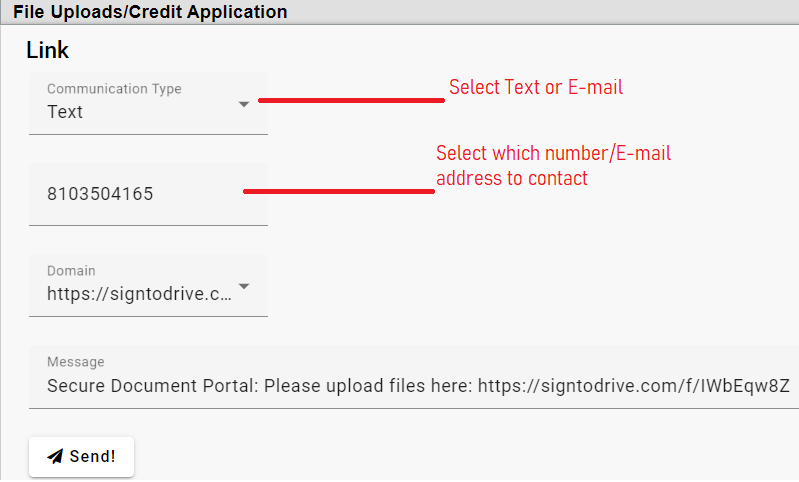 File Uploads/Credit Application
Link
Communication Type
Text
Select Text or E-mail
Select which number/E-mail
address to contact
8103504165
Domain
https://signtodrive.c...
Message
Secure Document Portal: Please upload files here: https://signtodrive.com/f/IWbEqw8Z
Send!